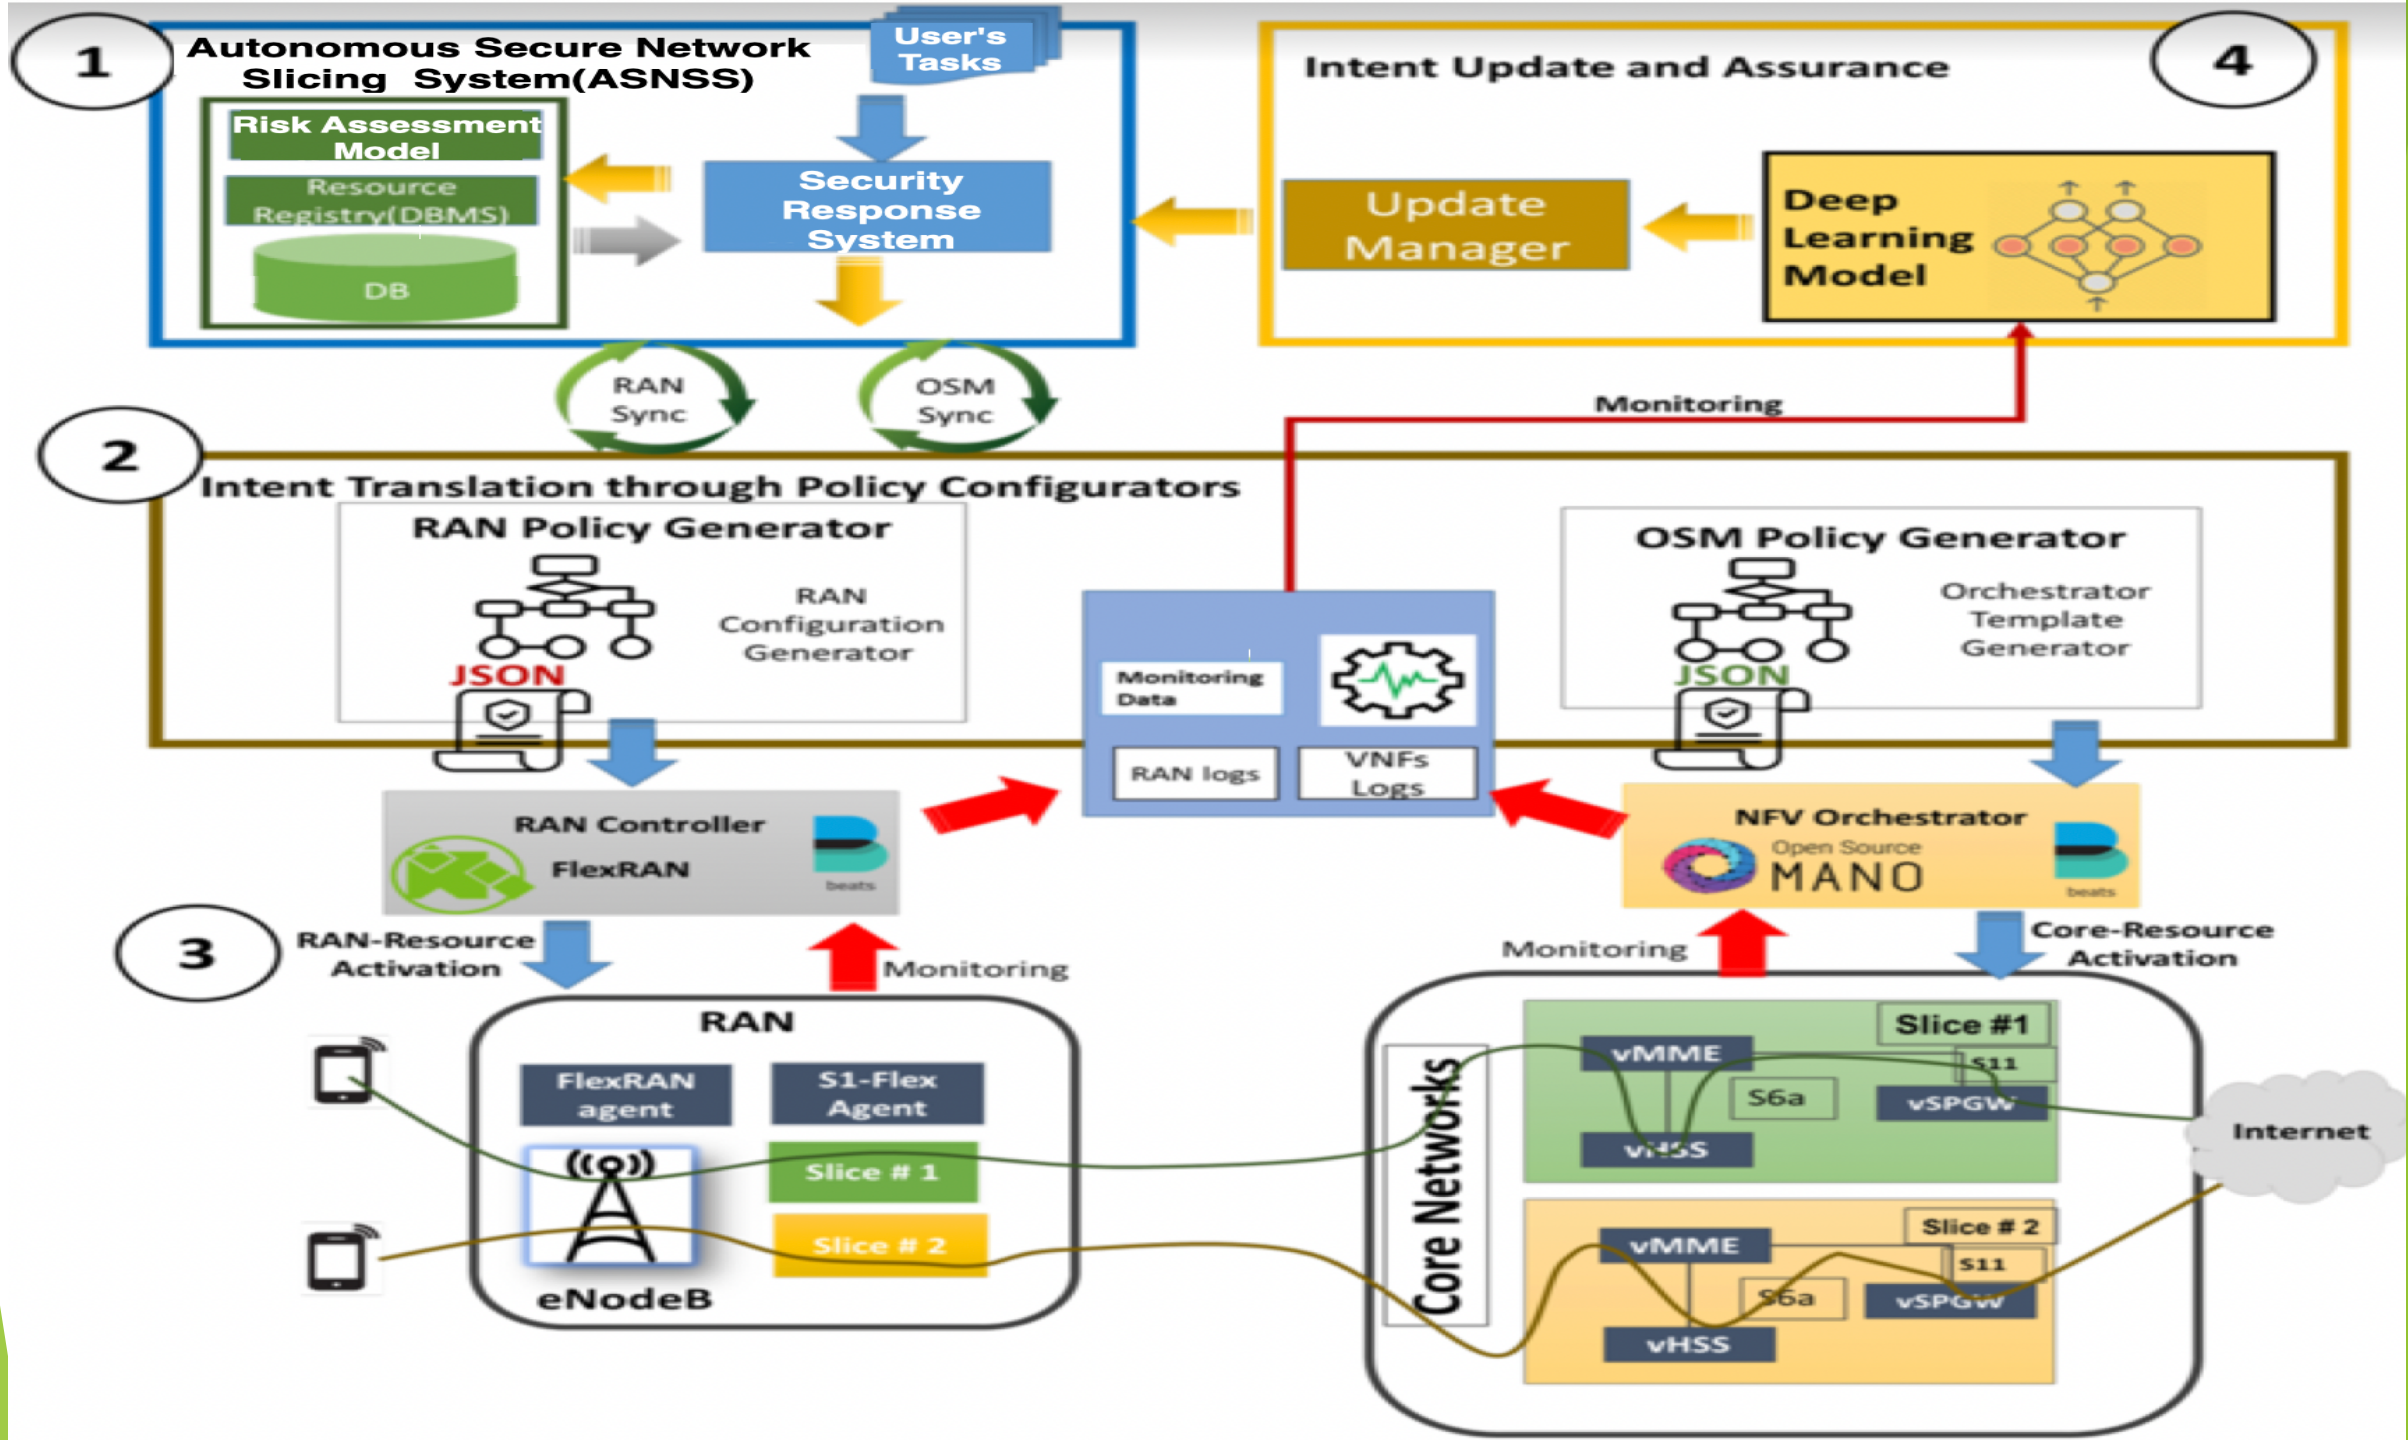 1
Autonomous Secure Network
Slicing System(ASNSS)
User's
Tasks
Risk Assessment
Model
Resource
Registry(DBMS)
DB
Security
Response
System
4
Intent Update and Assurance
Update
Manager
Deep
Learning
Model
RAN
Sync
OSM
Sync
Monitoring
2
Intent Translation through Policy Configurators
RAN Policy Generator
RAN
Configuration
Generator
JSON
Monitoring
Data
RAN logs
VNFs
Logs
OSM Policy Generator
Orchestrator
Template
Generator
JSON
RAN Controller
FlexRAN
beats
NFV Orchestrator
Open Source
MANO
beats
3
RAN-Resource
Activation
Monitoring
Monitoring
Core-Resource
Activation
RAN
FlexRAN
agent
S1-Flex
Agent
Slice # 1
Slice # 2
eNodeB
Core Networks
Slice #1
vMME
S11
S6a
vSPGW
vHSS
Slice # 2
vMME
S11
S6a
vSPGW
vHSS
Internet